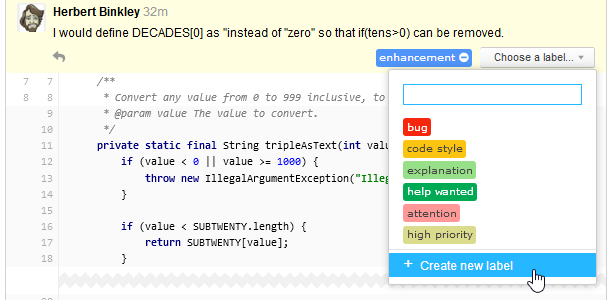 Herbert Binkley 32m
I would define DECADES[0] as "instead of "zero" so that if(tens>0) can be removed.
enhancement
Choose a label...
7 7 /**
8 8 * Convert any value from 0 to 999 inclusive, to
9 9 * @param value The value to convert.
10 */
11 private static final String tripleAsText(int valu
12 if (value < 0 || value >= 1000) {
13 throw new IllegalArgumentException("Illeg
14 }
15
16 if (value < SUBTWENTY.length) {
17 return SUBTWENTY[value];
18 }
bug
code style
explanation
help wanted
attention
high priority
+ Create new label